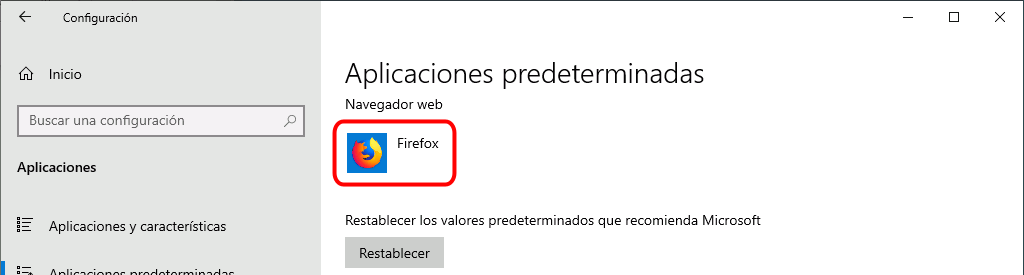 Configuración
Inicio
Buscar una configuración
Aplicaciones
Aplicaciones y características
Aplicaciones predeterminadas
Aplicaciones predeterminadas
Navegador web
Firefox
Restablecer los valores predeterminados que recomienda Microsoft
Restablecer